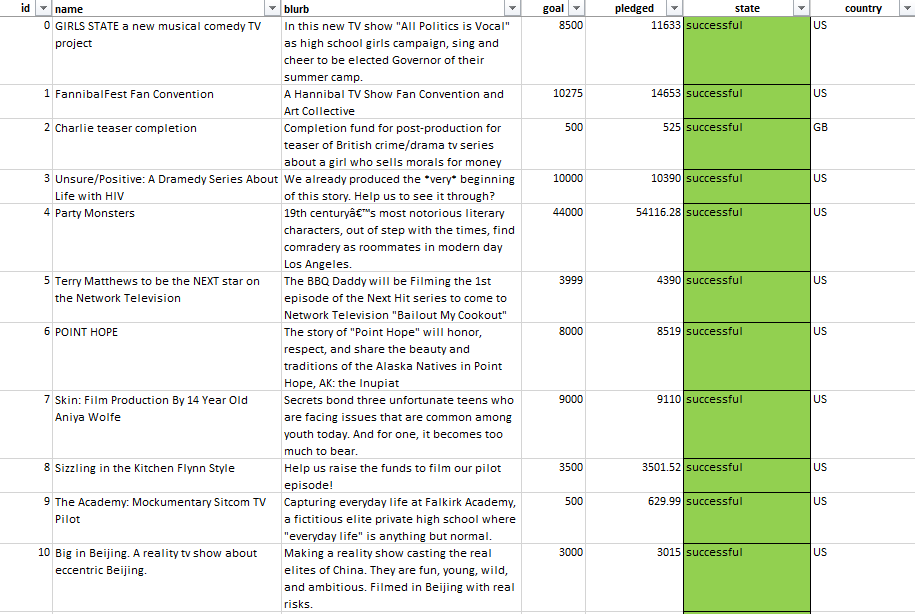 id name blurb goal pledged state country
0 GIRLS STATE a new musical comedy TV In this new TV show "All Politics is Vocal" 8500 11633 successful US
project as high school girls campaign, sing and
cheer to be elected Governor of their
summer camp.
1 FannibalFest Fan Convention A Hannibal TV Show Fan Convention and 10275 14653 successful US
Art Collective
2 Charlie teaser completion Completion fund for post-production for 500 525 successful GB
teaser of British crime/drama tv series
about a girl who sells morals for money
3 Unsure/Positive: A Dramedy Series About We already produced the *very* beginning 10000 10390 successful US
Life with HIV of this story. Help us to see it through?
4 Party Monsters 19th centuryâ€™s most notorious literary 44000 54116.28 successful US
characters, out of step with the times, find
comradery as roommates in modern day
Los Angeles.
5 Terry Matthews to be the NEXT star on The BBQ Daddy will be Filming the 1st 3999 4390 successful US
the Network Television episode of the Next Hit series to come to
Network Television "Bailout My Cookout"
6 POINT HOPE The story of "Point Hope" will honor, 8000 8519 successful US
respect, and share the beauty and
traditions of the Alaska Natives in Point
Hope, AK: the Inupiat
7 Skin: Film Production By 14 Year Old Secrets bond three unfortunate teens who 9000 9110 successful US
Aniya Wolfe are facing issues that are common among
youth today. And for one, it becomes too
much to bear.
8 Sizzling in the Kitchen Flynn Style Help us raise the funds to film our pilot 3500 3501.52 successful US
episode!
9 The Academy: Mockumentary Sitcom TV Capturing everyday life at Falkirk Academy, 500 629.99 successful US
Pilot a fictitious elite private high school where
"everyday life" is anything but normal.
10 Big in Beijing. A reality tv show about Making a reality show casting the real 3000 3015 successful US
eccentric Beijing. elites of China. They are fun, young, wild,
and ambitious. Filmed in Beijing with real
risks.